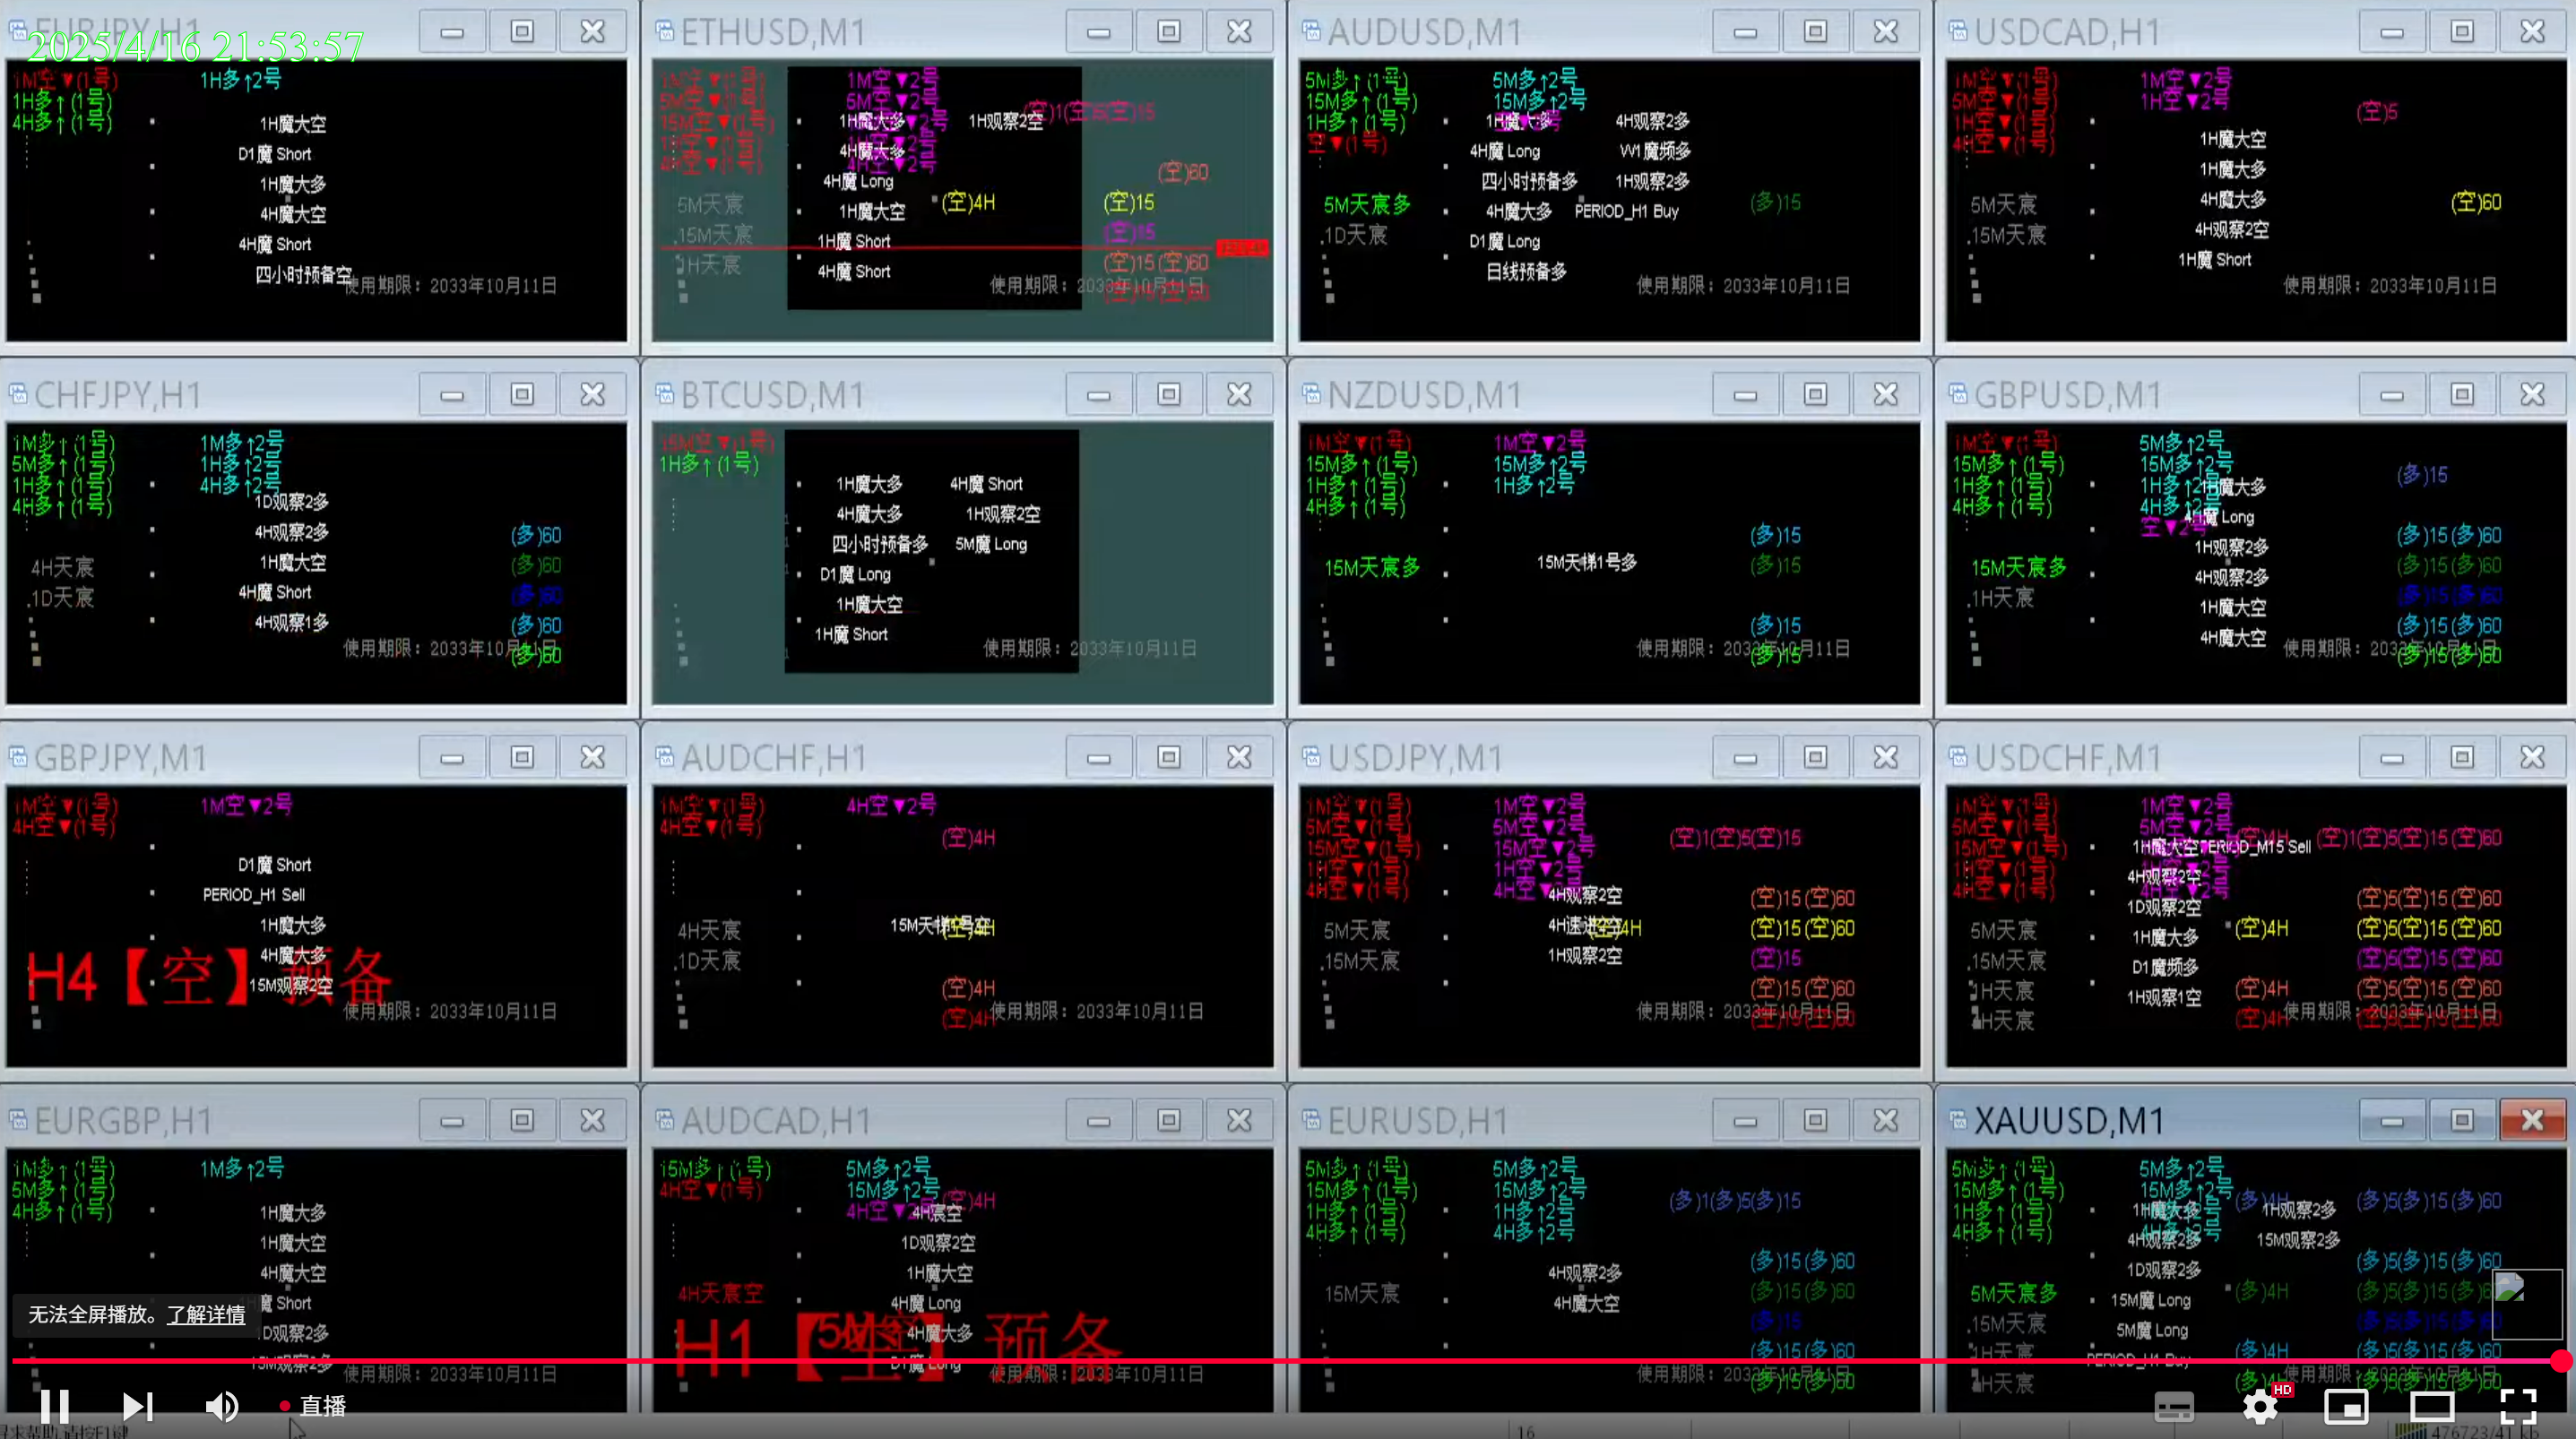 EURJPY,H1
2025/4/16 21:53:57
1M空▼(1号)
1H多↑(1号)
4H多↑(1号)
1H多↑2号
1H魔大空
D1魔 Short
1H魔大多
4H魔大空
4H魔 Short
四小时预备空
使用期限：2033年10月11日
ETHUSD,M1
1M空▼(1号)
5M空▼(1号)
15M空▼(1号)
1H空▼(1号)
4H空▼(1号)
1M空▼2号
5M空▼2号
1H魔大多
1H观察2空
4H魔大多
4H魔 Long
1H魔大空
1H魔 Short
4H魔 Short
(空)60
(空)4H
(空)15
(空)15
(空)15(空)60
5M天宸
15M天宸
1H天宸
使用期限：2033年10月11日
AUDUSD,M1
5M多↑(1号)
15M多↑(1号)
1H多↑(1号)
空▼(1号)
5M多↑2号
15M多↑2号
1H魔大多
4H观察2多
4H魔 Long
W1魔频多
四小时预备多
1H观察2多
4H魔大多
PERIOD_H1 Buy
D1魔 Long
日线预备多
5M天宸多
(多)15
1D天宸
使用期限：2033年10月11日
USDCAD,H1
1M空▼(1号)
5M空▼(1号)
1H空▼(1号)
4H空▼(1号)
1M空▼2号
1H空▼2号
(空)5
1H魔大空
1H魔大多
4H魔大多
4H观察2空
1H魔 Short
(空)60
5M天宸
15M天宸
使用期限：2033年10月11日
CHFJPY,H1
1M多↑(1号)
5M多↑(1号)
1H多↑(1号)
4H多↑(1号)
1M多↑2号
1H多↑2号
4H多↑2号
1D观察2多
4H观察2多
1H魔大空
4H魔 Short
4H观察1多
(多)60
(多)60
(多)60
(多)60
(多)60
4H天宸
1D天宸
使用期限：2033年10月11日
BTCUSD,M1
15M空▼(1号)
1H多↑(1号)
1H魔大多
4H魔 Short
4H魔大多
1H观察2空
四小时预备多
5M魔 Long
D1魔 Long
1H魔大空
1H魔 Short
使用期限：2033年10月11日
NZDUSD,M1
1M空▼(1号)
15M多↑(1号)
1H多↑(1号)
4H多↑(1号)
1M空▼2号
15M多↑2号
1H多↑2号
(多)15
15M天宸多
15M天梯1号多
(多)15
(多)15
(多)15
使用期限：2033年10月11日
GBPUSD,M1
1M空▼(1号)
15M多↑(1号)
1H多↑(1号)
4H多↑(1号)
5M多↑2号
15M多↑2号
1H多↑2号
4H多↑2号
空▼2号
1H魔大多
4H魔 Long
1H观察2多
4H观察2多
1H魔大空
4H魔大空
(多)15
(多)15(多)60
(多)15(多)60
(多)15(多)60
(多)15(多)60
(多)15(多)60
15M天宸多
1H天宸
使用期限：2033年10月11日
GBPJPY,M1
1M空▼(1号)
4H空▼(1号)
1M空▼2号
D1魔 Short
PERIOD_H1 Sell
1H魔大多
4H魔大多
15M观察2空
H4【空】预备
使用期限：2033年10月11日
AUDCHF,H1
1M空▼(1号)
4H空▼(1号)
4H空▼2号
(空)4H
15M天梯1号空
(空)4H
4H天宸
1D天宸
(空)4H
(空)4H
使用期限：2033年10月11日
USDJPY,M1
1M空▼(1号)
5M空▼(1号)
15M空▼(1号)
1H空▼(1号)
4H空▼(1号)
1M空▼2号
5M空▼2号
15M空▼2号
1H空▼2号
4H空▼2号
(空)1(空)5(空)15
4H观察2空
1H观察2空
(空)15(空)60
(空)15(空)60
(空)15
(空)15(空)60
(空)15(空)60
5M天宸
15M天宸
使用期限：2033年10月11日
USDCHF,M1
1M空▼(1号)
5M空▼(1号)
15M空▼(1号)
1H空▼(1号)
4H空▼(1号)
1M空▼2号
5M空▼2号
(空)4H
(空)1(空)5(空)15(空)60
1H魔大空
PERIOD_M15 Sell
4H观察2空
1D观察2空
1H魔大多
D1魔频多
1H观察1空
(空)5(空)15(空)60
(空)4H
(空)5(空)15(空)60
(空)5(空)15(空)60
(空)4H
(空)5(空)15(空)60
(空)4H
(空)5(空)15(空)60
5M天宸
15M天宸
1H天宸
4H天宸
使用期限：2033年10月11日
EURGBP,H1
1M多↑(1号)
5M多↑(1号)
4H多↑(1号)
1M多↑2号
1H魔大多
1H魔大空
4H魔大空
魔 Short
1D观察2多
15M观察2多
使用期限：2033年10月11日
AUDCAD,H1
15M多↑(1号)
4H空▼(1号)
5M多↑2号
15M多↑2号
4H空▼2号
(空)4H
4H宸空
1D观察2空
1H魔大空
4H魔 Long
4H魔大多
D1魔 Long
4H天宸空
H1【空】预备
使用期限：2033年10月11日
EURUSD,H1
5M多↑(1号)
15M多↑(1号)
1H多↑(1号)
4H多↑(1号)
5M多↑2号
15M多↑2号
1H多↑2号
4H多↑2号
(多)1(多)5(多)15
4H观察2多
4H魔大空
(多)15(多)60
(多)15(多)60
(多)15
(多)15(多)60
(多)15(多)60
15M天宸
使用期限：2033年10月11日
XAUUSD,M1
5M多↑(1号)
15M多↑(1号)
1H多↑(1号)
4H多↑(1号)
5M多↑2号
15M多↑2号
(多)4H
(多)5(多)15(多)60
1H魔大多
1H观察2多
4H观察2多
15M观察2多
1D观察2多
15M魔 Long
5M魔 Long
PERIOD_H1 Buy
(多)5(多)15(多)60
(多)4H
(多)4H
(多)5(多)15(多)60
5M天宸多
15M天宸
1H天宸
4H天宸
使用期限：2033年10月11日
无法全屏播放。了解详情
直播
HD
16